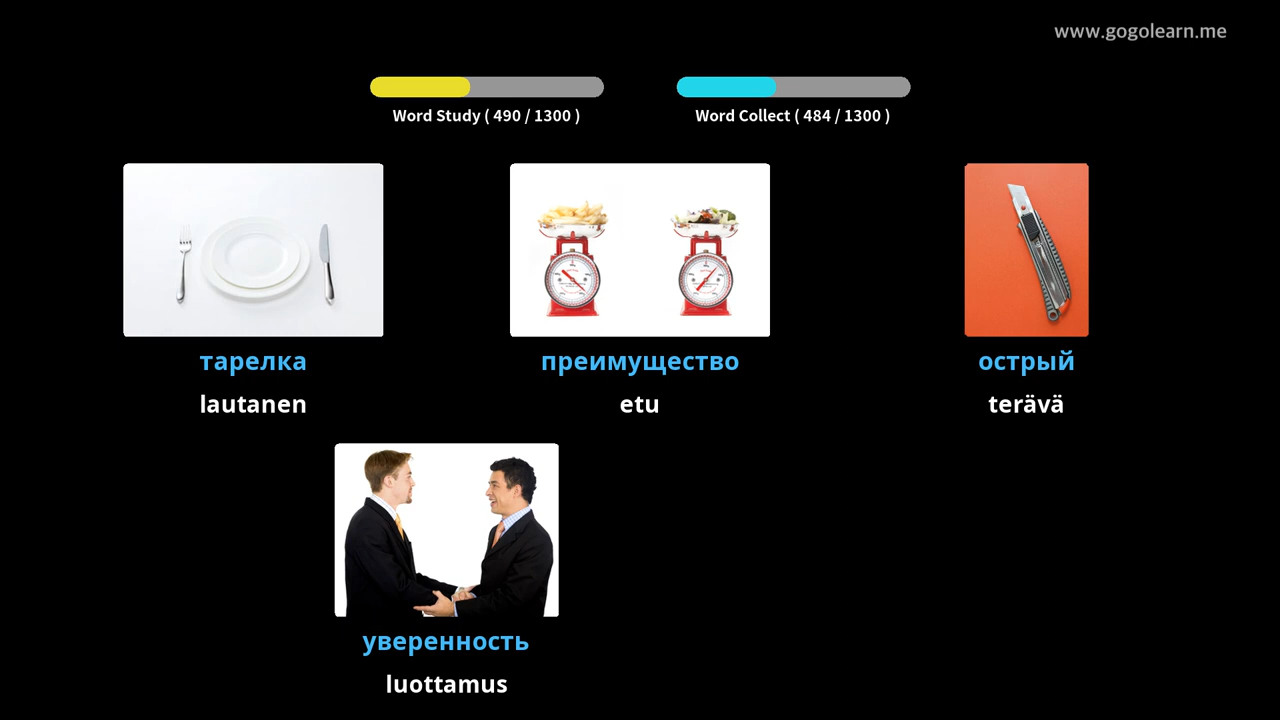 www.gogolearn.me
Word Study ( 490 / 1300 )
Word Collect ( 484 / 1300 )
тарелка
lautanen
преимущество
etu
острый
terävä
уверенность
luottamus